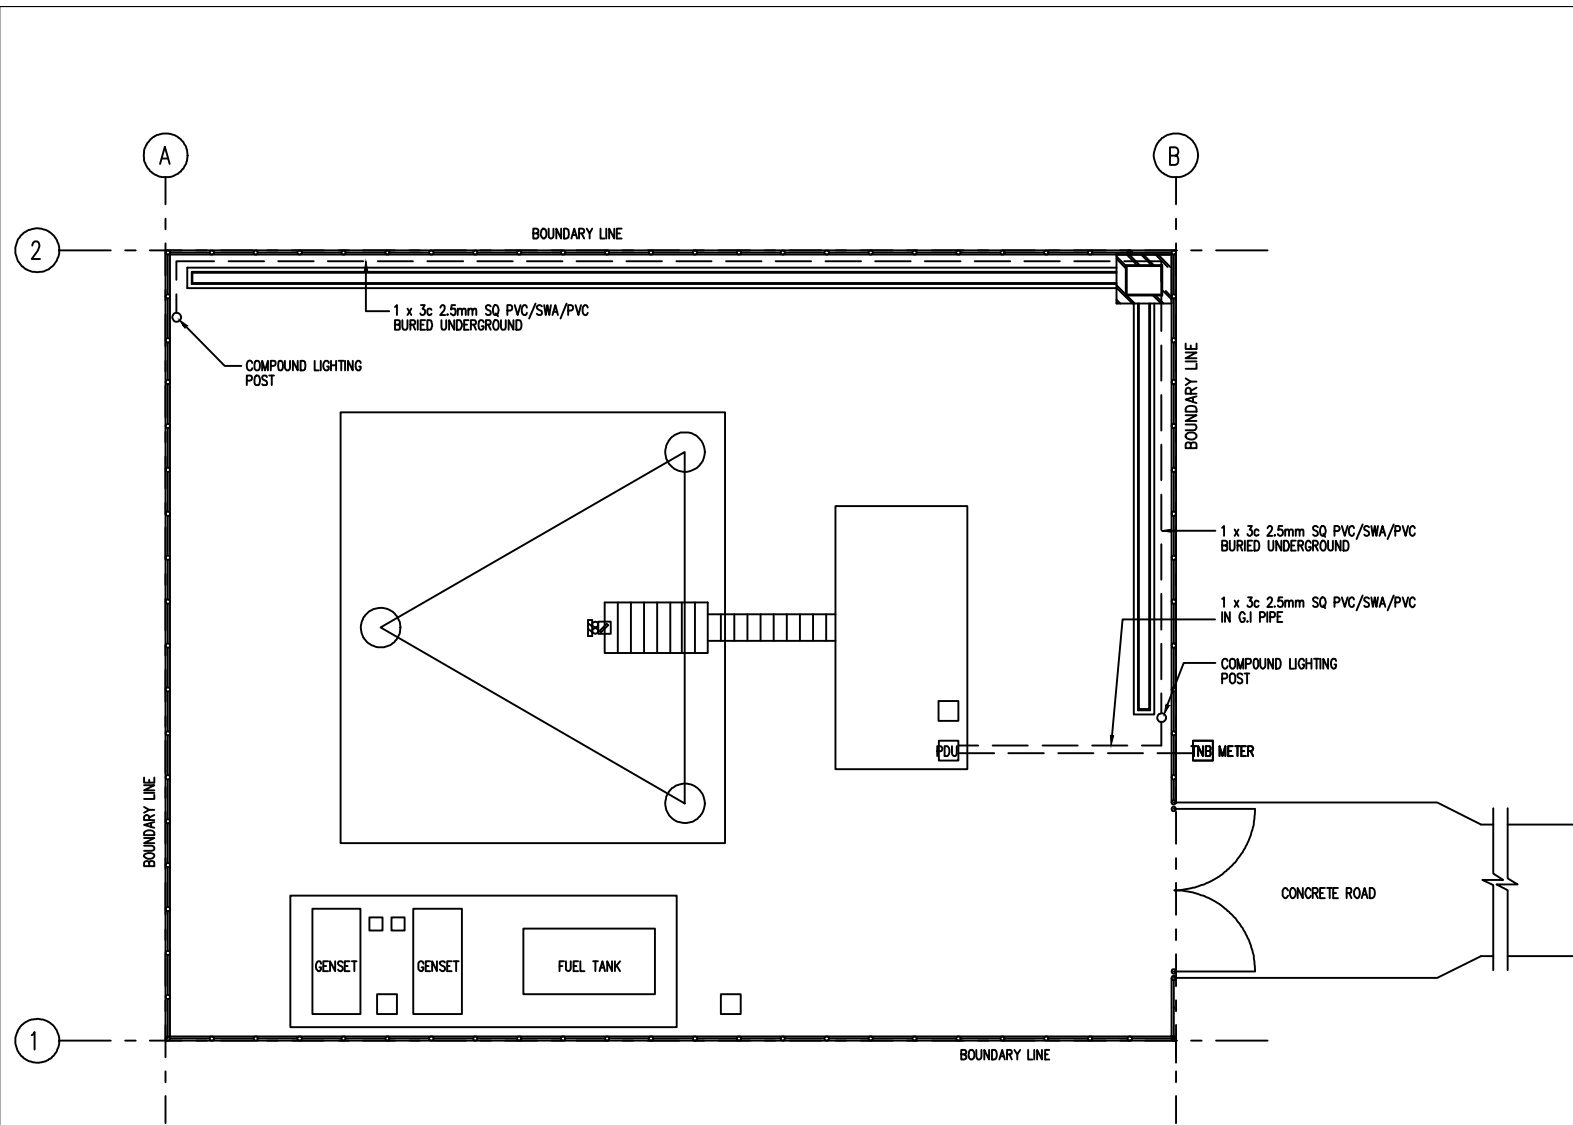 A
B
2
BOUNDARY LINE
1 x 3c 2.5mm SQ PVC/SWA/PVC
BURIED UNDERGROUND
COMPOUND LIGHTING
POST
BOUNDARY LINE
1 x 3c 2.5mm SQ PVC/SWA/PVC
BURIED UNDERGROUND
1 x 3c 2.5mm SQ PVC/SWA/PVC
IN G.I PIPE
COMPOUND LIGHTING
POST
PDU
TNB METER
BOUNDARY LINE
CONCRETE ROAD
GENSET
GENSET
FUEL TANK
1
BOUNDARY LINE